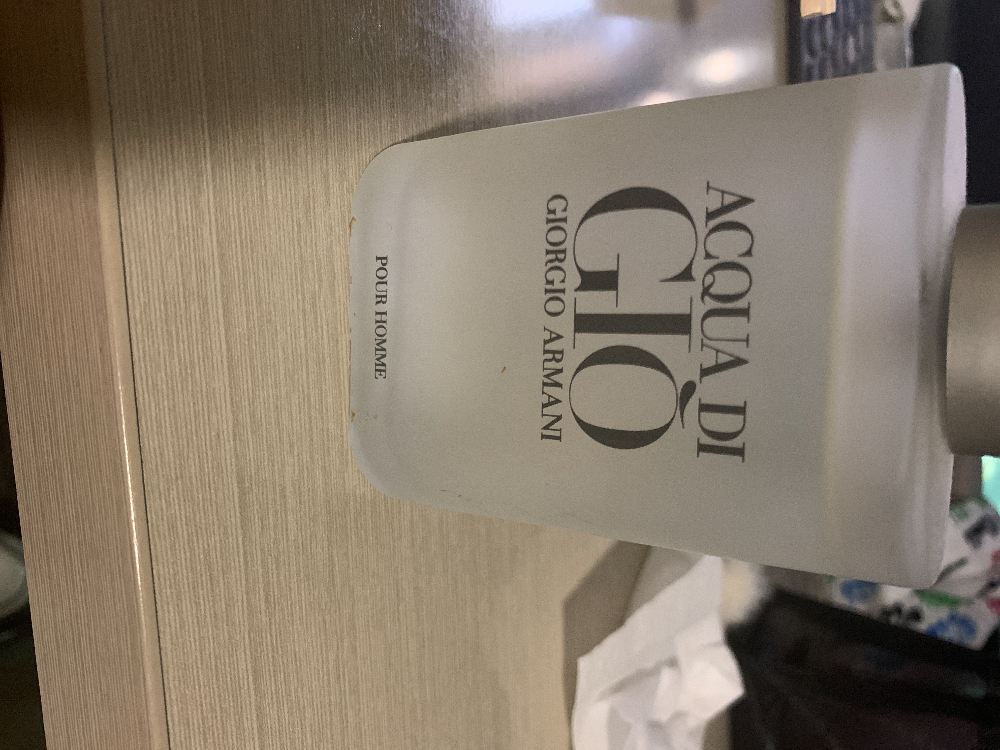 ACQUA DI
GIÒ
GIORGIO ARMANI
POUR HOMME